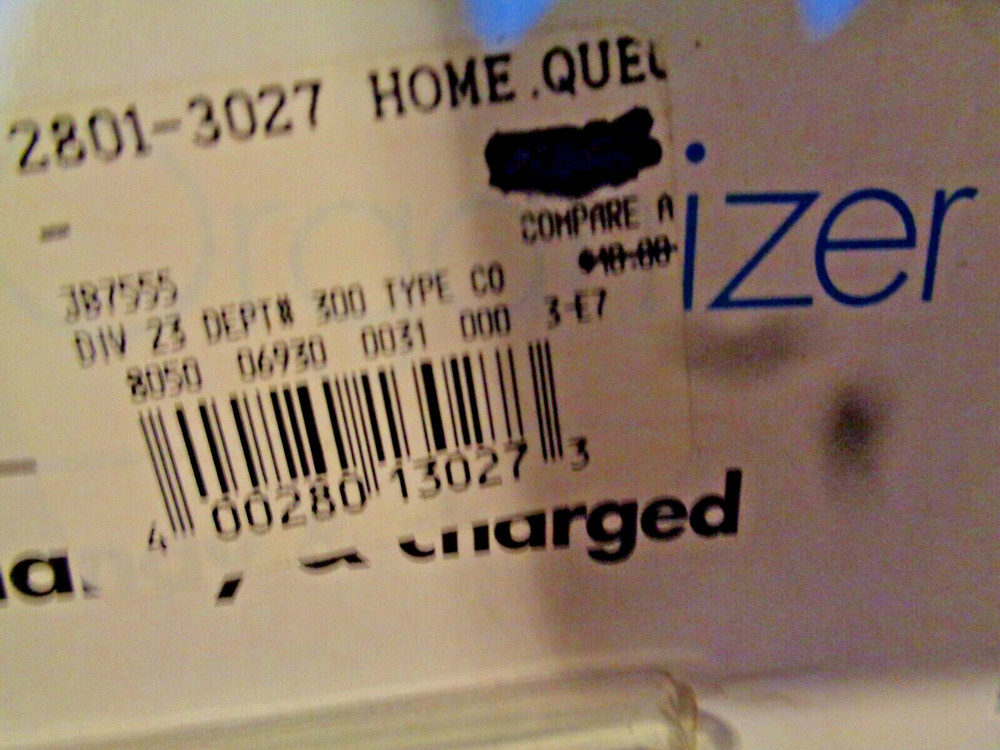 2801-3027 HOME.QUE
COMPARE A
izer
$10.00
JB7555
DIV 23 DEPT# 300 TYPE CO
8050 06930 0031 000 3-E7
4 00280 13027 3
charged